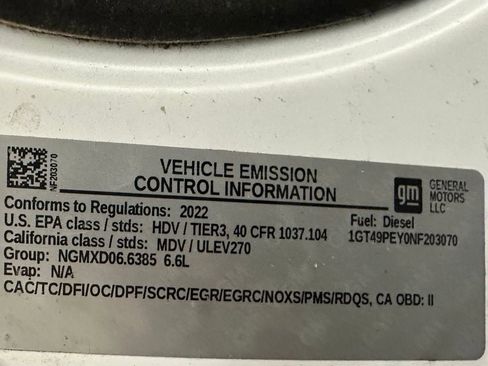 NF203070
VEHICLE EMISSION
CONTROL INFORMATION
gm
GENERAL
MOTORS
LLC
Conforms to Regulations: 2022
Fuel: Diesel
U.S. EPA class / stds: HDV / TIER3, 40 CFR 1037.104
1GT49PEY0NF203070
California class / stds: MDV / ULEV270
Group: NGMXD06.6385 6.6L
Evap: N/A
CAC/TC/DFI/OC/DPF/SCRC/EGR/EGRC/NOXS/PMS/RDQS, CA OBD: II